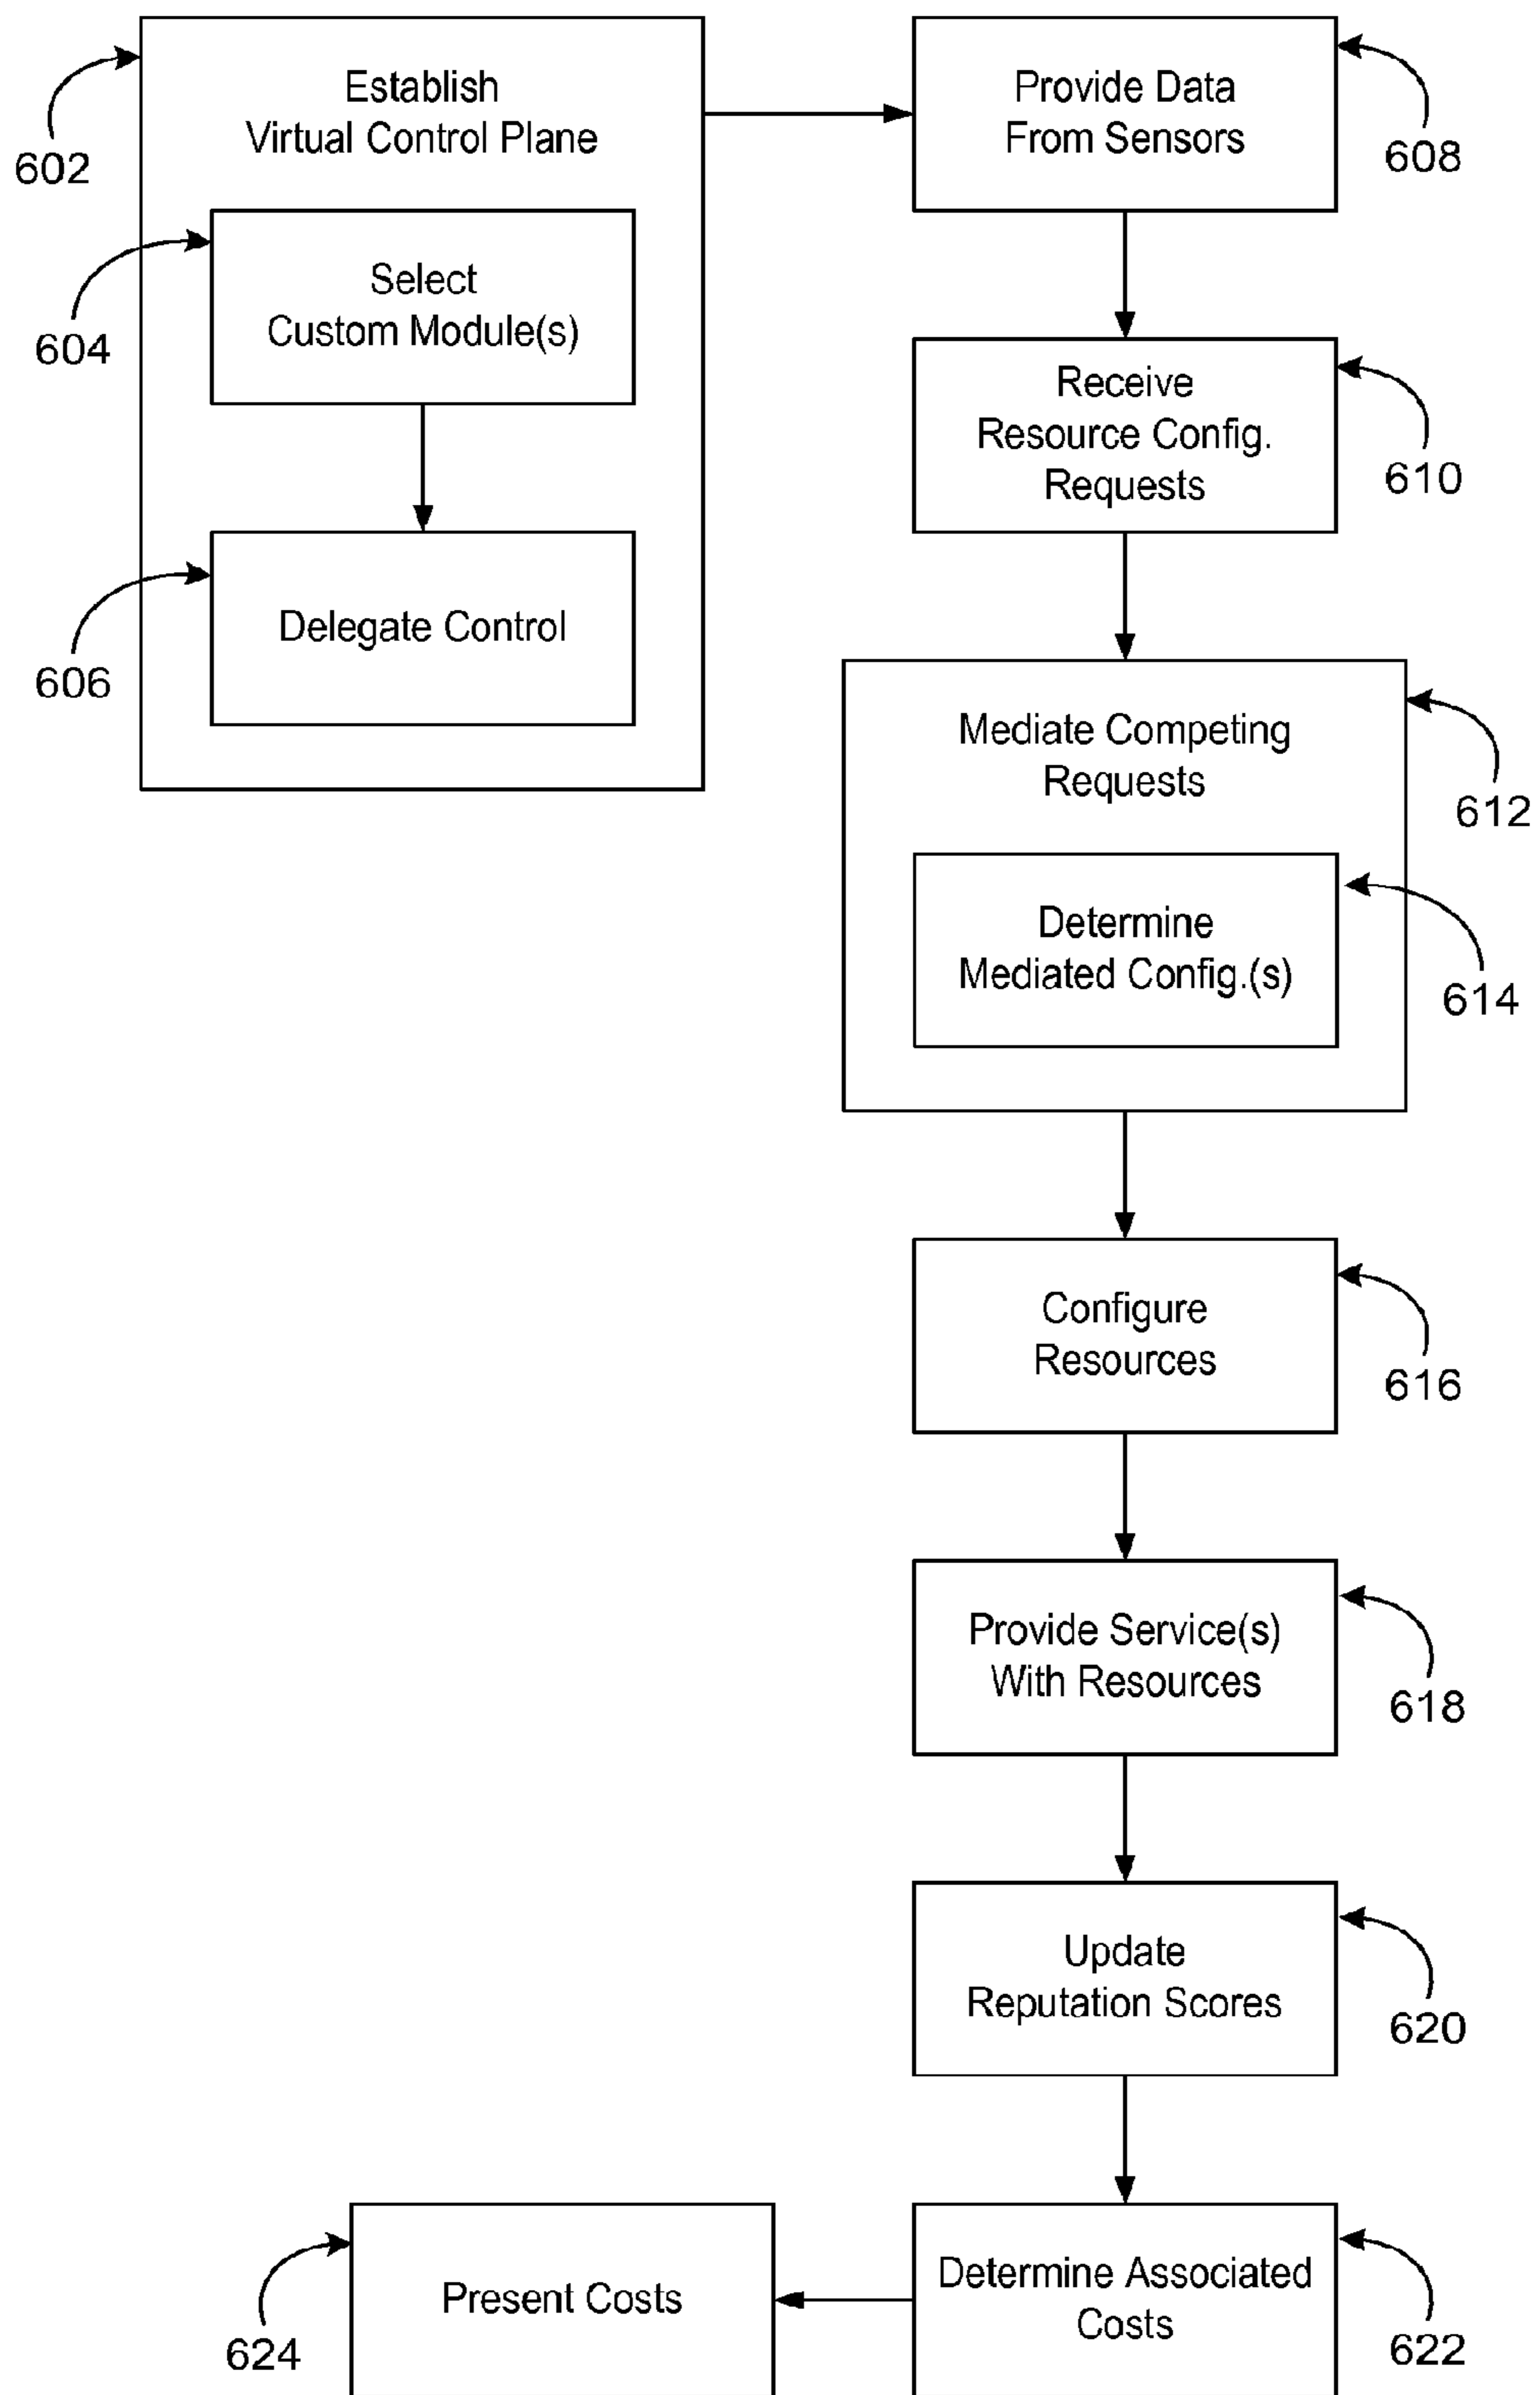 Establish
Virtual Control Plane
602
Select
Custom Module(s)
604
Delegate Control
606
Provide Data
From Sensors
608
Receive
Resource Config.
Requests
610
Mediate Competing
Requests
612
Determine
Mediated Config.(s)
614
Configure
Resources
616
Provide Service(s)
With Resources
618
Update
Reputation Scores
620
Determine Associated
Costs
622
Present Costs
624